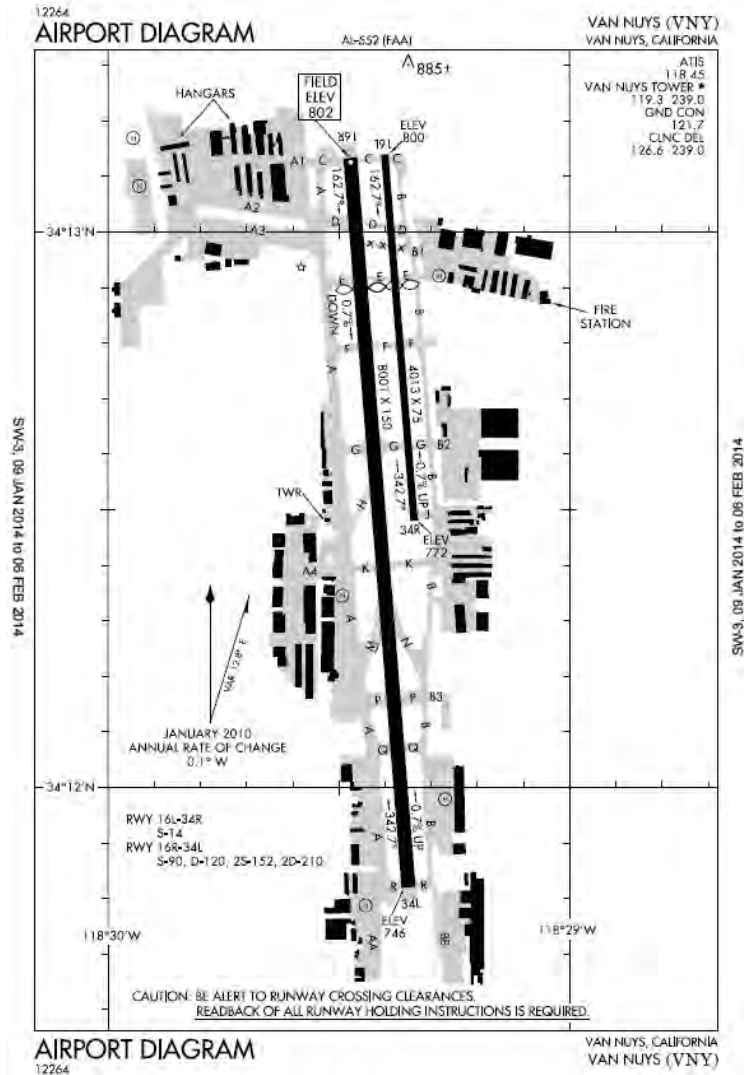 12264
AIRPORT DIAGRAM
AL-552 (FAA)
VAN NUYS (VNY)
VAN NUYS, CALIFORNIA
885±
ATIS
118.45
VAN NUYS TOWER *
119.3 239.0
GND CON
121.7
CLNC DEL
126.6 239.0
HANGARS
FIELD
ELEV
802
16R
16L
ELEV
800
H
H
A1
C
C
C
A
162.7°
162.7°
B
A2
A3
D
D
D
34°13'N
X X X
B1
E
E
E
H
FIRE
STATION
0.7%
DOWN
B
A
F
F
F
8001 X 150
4013 X 75
G
G
G
B2
0.7% UP
342.7°
B
TWR
H
34R
ELEV
772
K
K
A4
H
A
B
M
N
VAR 12.8° E
P
P
B3
A
B
Q
Q
JANUARY 2010
ANNUAL RATE OF CHANGE
0.1° W
34°12'N
H
RWY 16L-34R
S-14
RWY 16R-34L
S-90, D-120, 2S-152, 2D-210
342.7°
0.7% UP
A
B
R
R
34L
H
ELEV
746
AA
BB
118°30'W
118°29'W
CAUTION: BE ALERT TO RUNWAY CROSSING CLEARANCES.
READBACK OF ALL RUNWAY HOLDING INSTRUCTIONS IS REQUIRED.
SW-3, 09 JAN 2014 to 06 FEB 2014
SW-3, 09 JAN 2014 to 06 FEB 2014
AIRPORT DIAGRAM
12264
VAN NUYS, CALIFORNIA
VAN NUYS (VNY)